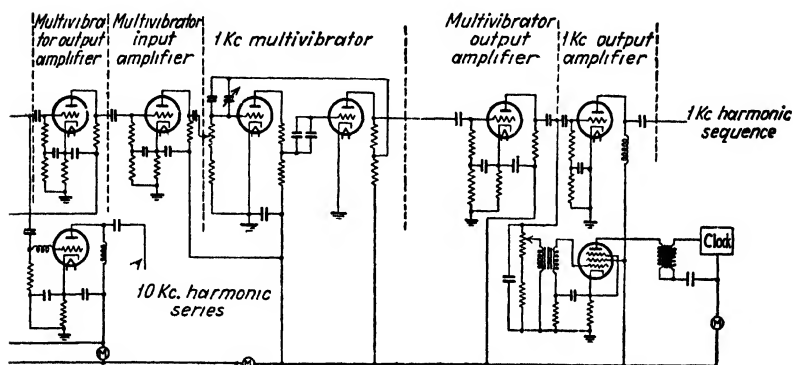 Multivibra
tor output
amplifier
Multivibrator
input
amplifier
1 Kc multivibrator
Multivibrator
output
amplifier
1 Kc output
amplifier
1 Kc harmonic
sequence
10 Kc. harmonic
series
Clock
M
M
M